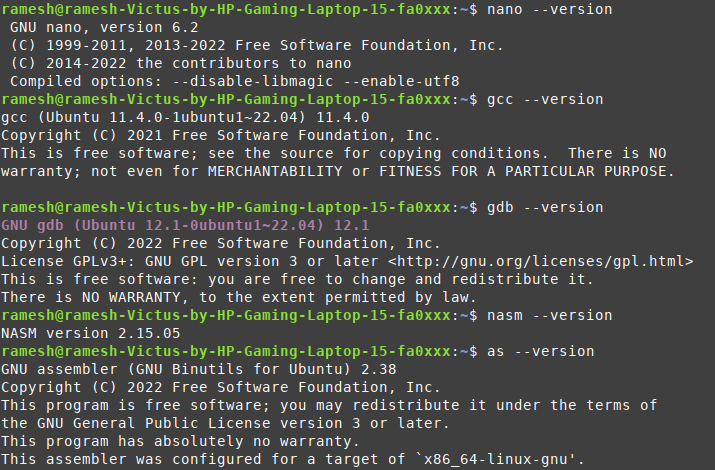 ramesh@ramesh-Victus-by-HP-Gaming-Laptop-15-fa0xxx:~$ nano --version
 GNU nano, version 6.2
 (C) 1999-2011, 2013-2022 Free Software Foundation, Inc.
 (C) 2014-2022 the contributors to nano
 Compiled options: --disable-libmagic --enable-utf8
ramesh@ramesh-Victus-by-HP-Gaming-Laptop-15-fa0xxx:~$ gcc --version
gcc (Ubuntu 11.4.0-1ubuntu1~22.04) 11.4.0
Copyright (C) 2021 Free Software Foundation, Inc.
This is free software; see the source for copying conditions.  There is NO
warranty; not even for MERCHANTABILITY or FITNESS FOR A PARTICULAR PURPOSE.

ramesh@ramesh-Victus-by-HP-Gaming-Laptop-15-fa0xxx:~$ gdb --version
GNU gdb (Ubuntu 12.1-0ubuntu1~22.04) 12.1
Copyright (C) 2022 Free Software Foundation, Inc.
License GPLv3+: GNU GPL version 3 or later <http://gnu.org/licenses/gpl.html>
This is free software: you are free to change and redistribute it.
There is NO WARRANTY, to the extent permitted by law.
ramesh@ramesh-Victus-by-HP-Gaming-Laptop-15-fa0xxx:~$ nasm --version
NASM version 2.15.05
ramesh@ramesh-Victus-by-HP-Gaming-Laptop-15-fa0xxx:~$ as --version
GNU assembler (GNU Binutils for Ubuntu) 2.38
Copyright (C) 2022 Free Software Foundation, Inc.
This program is free software; you may redistribute it under the terms of
the GNU General Public License version 3 or later.
This program has absolutely no warranty.
This assembler was configured for a target of `x86_64-linux-gnu'.